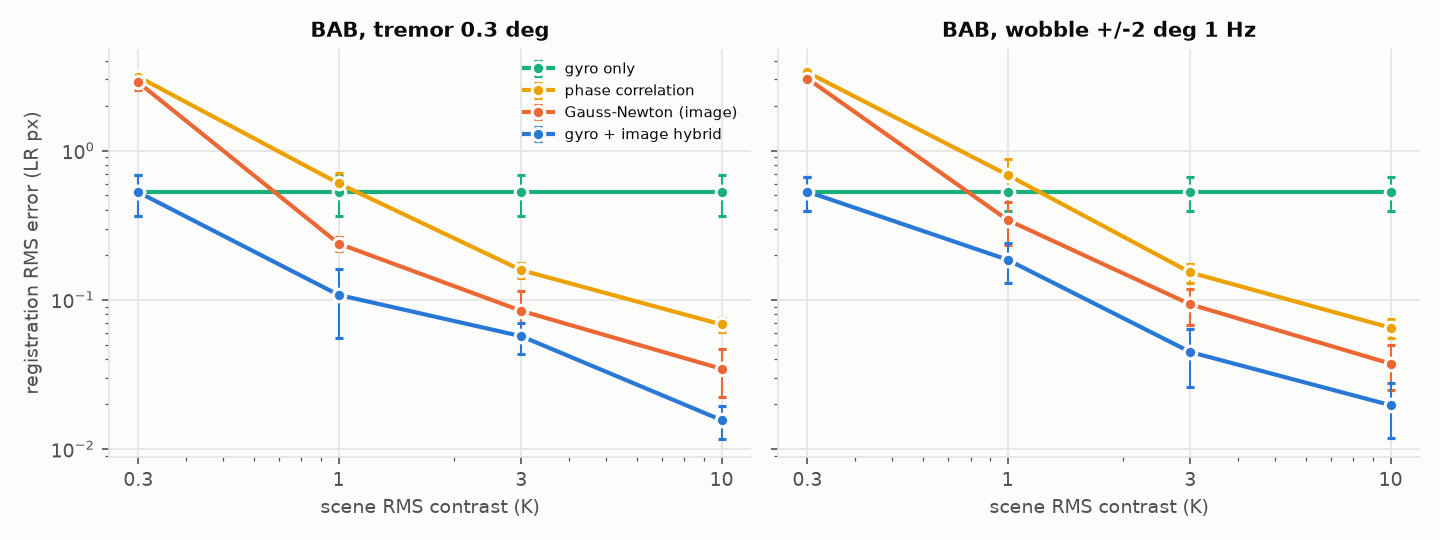 BAB, tremor 0.3 deg
BAB, wobble +/-2 deg 1 Hz
gyro only
phase correlation
Gauss-Newton (image)
gyro + image hybrid
registration RMS error (LR px)
10⁰
10⁻¹
10⁻²
0.3 1 3 10
0.3 1 3 10
scene RMS contrast (K)
scene RMS contrast (K)